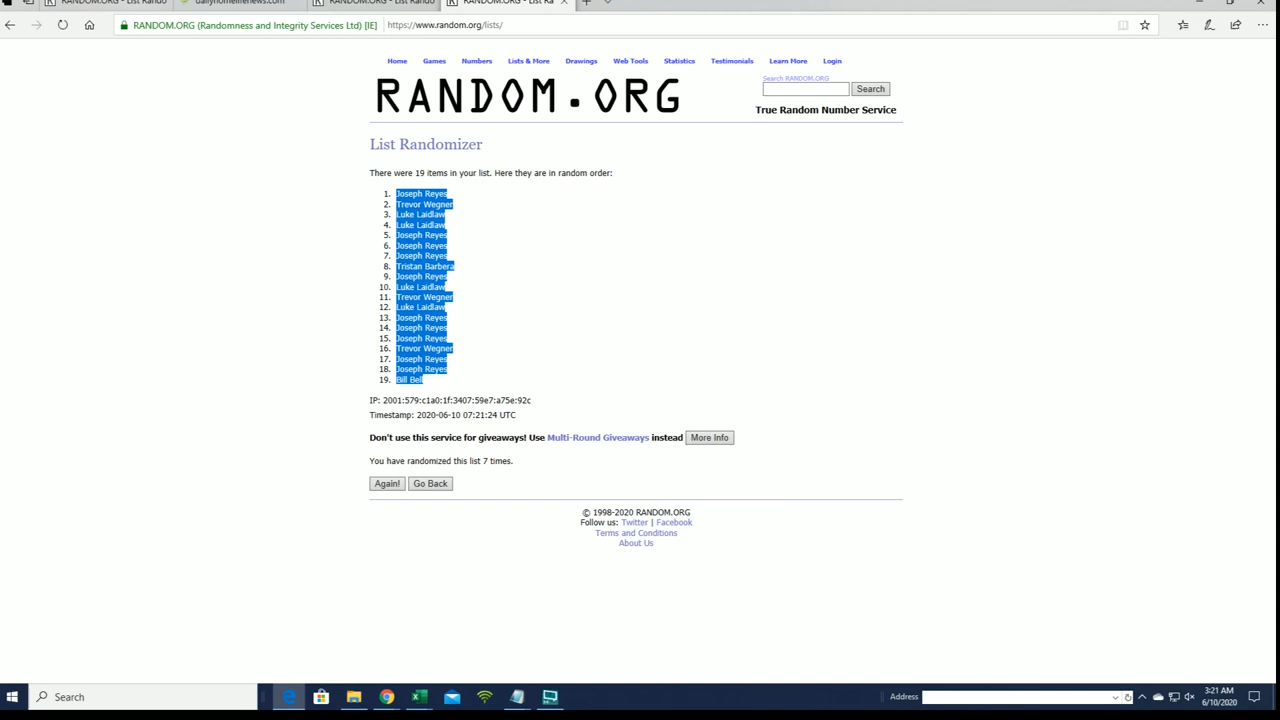 RANDOM.ORG - List Rando
dailyhomelifenews.com
RANDOM.ORG - List Rando
RANDOM.ORG - List Ra
RANDOM.ORG (Randomness and Integrity Services Ltd) [IE]
https://www.random.org/lists/
Home Games Numbers Lists & More Drawings Web Tools Statistics Testimonials Learn More Login
RANDOM.ORG
Search RANDOM.ORG
Search
True Random Number Service
List Randomizer
There were 19 items in your list. Here they are in random order:
1. Joseph Reyes
2. Trevor Wegner
3. Luke Laidlaw
4. Luke Laidlaw
5. Joseph Reyes
6. Joseph Reyes
7. Joseph Reyes
8. Tristan Barbera
9. Joseph Reyes
10. Luke Laidlaw
11. Trevor Wegner
12. Luke Laidlaw
13. Joseph Reyes
14. Joseph Reyes
15. Joseph Reyes
16. Trevor Wegner
17. Joseph Reyes
18. Joseph Reyes
19. Bill Bell
IP: 2001:579:c1a0:1f:3407:59e7:a75e:92c
Timestamp: 2020-06-10 07:21:24 UTC
Don't use this service for giveaways! Use Multi-Round Giveaways instead More Info
You have randomized this list 7 times.
Again! Go Back
© 1998-2020 RANDOM.ORG
Follow us: Twitter | Facebook
Terms and Conditions
About Us
Search
Address
3:21 AM
6/10/2020